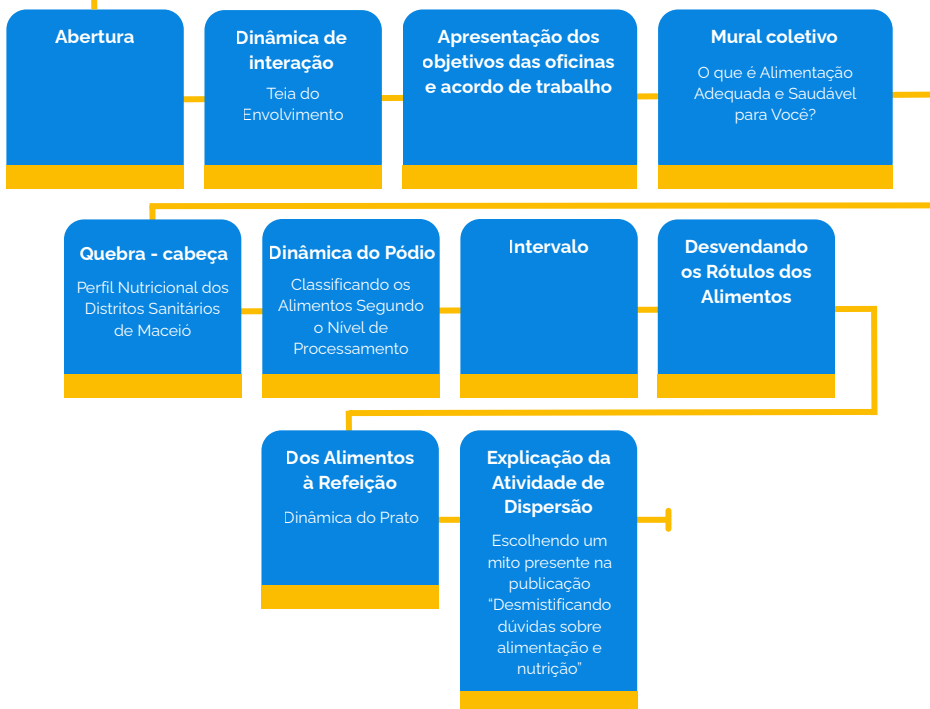 Abertura
Dinâmica de
interação
Teia do
Envolvimento
Apresentação dos
objetivos das oficinas
e acordo de trabalho
Mural coletivo
O que é Alimentação
Adequada e Saudável
para Você?
Quebra - cabeça
Perfil Nutricional dos
Distritos Sanitários
de Maceió
Dinâmica do Pódio
Classificando os
Alimentos Segundo
o Nível de
Processamento
Intervalo
Desvendando
os Rótulos dos
Alimentos
Dos Alimentos
à Refeição
Dinâmica do Prato
Explicação da
Atividade de
Dispersão
Escolhendo um
mito presente na
publicação
“Desmistificando
dúvidas sobre
alimentação e
nutrição”